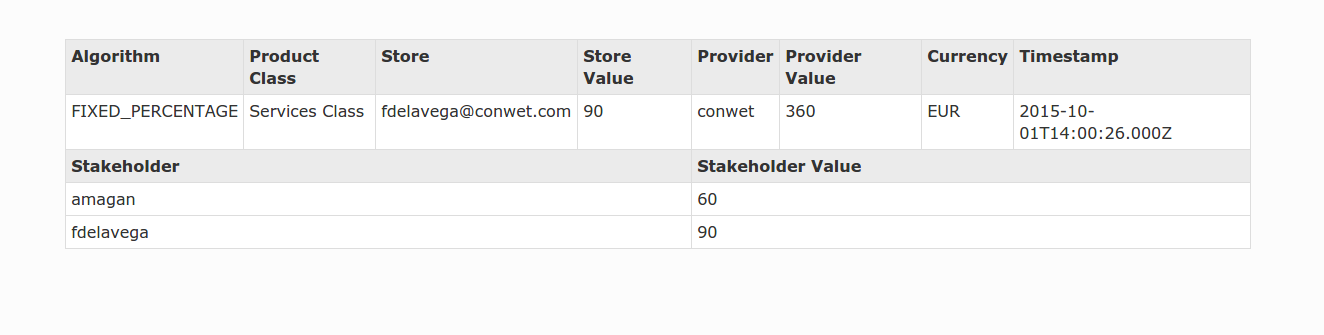 Algorithm Product Class Store Store Value Provider Provider Value Currency Timestamp
FIXED_PERCENTAGE Services Class fdelavega@conwet.com 90 conwet 360 EUR 2015-10-01T14:00:26.000Z
Stakeholder Stakeholder Value
amagan 60
fdelavega 90